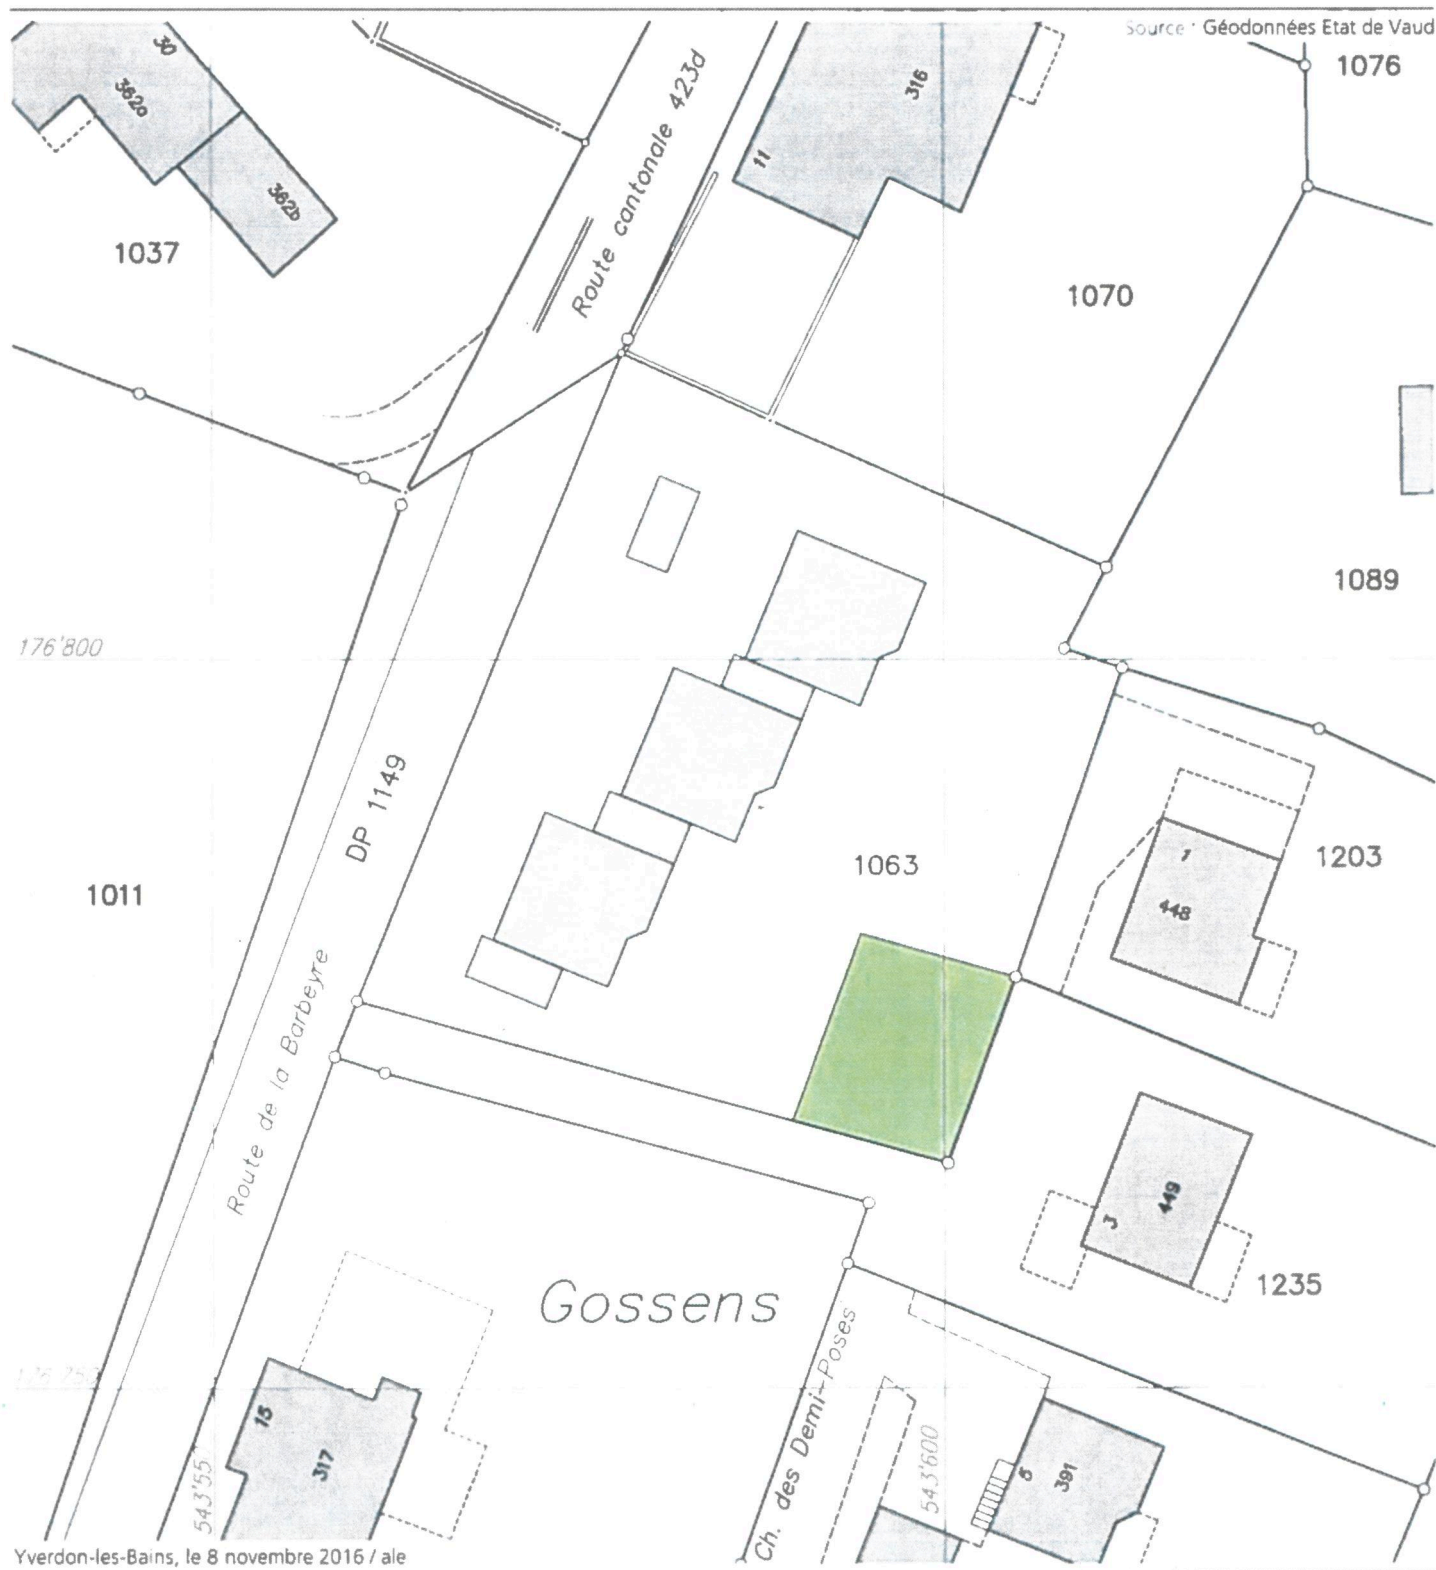 Source : Géodonnées Etat de Vaud
1076
30
362a
362b
1037
Route cantonale 423d
316
11
1070
1089
176'800
DP 1149
1011
1063
1
448
1203
Route de la Barbeyre
3
449
1235
Gossens
Ch. des Demi-Poses
176'750
15
317
543'55
543'600
5
391
Yverdon-les-Bains, le 8 novembre 2016 / ale